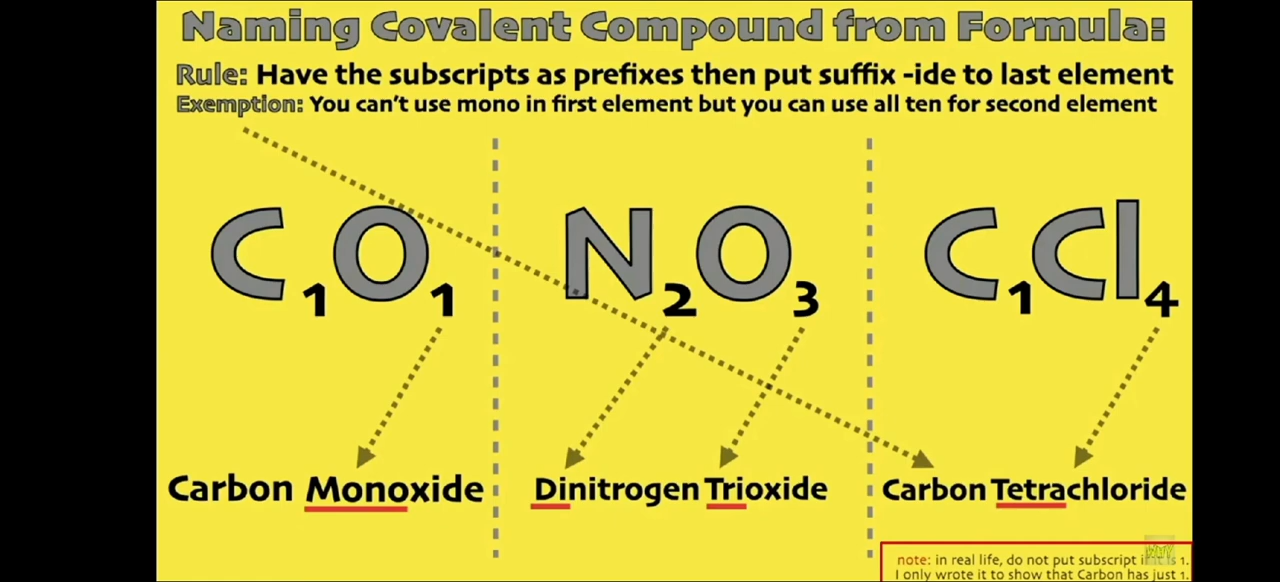 Naming Covalent Compound from Formula:
Rule: Have the subscripts as prefixes then put suffix -ide to last element
Exemption: You can't use mono in first element but you can use all ten for second element
C₁O₁ N₂O₃ C₁Cl₄
Carbon Monoxide Dinitrogen Trioxide Carbon Tetrachloride
note: in real life, do not put subscript 1.
I only wrote it to show that Carbon has just 1.